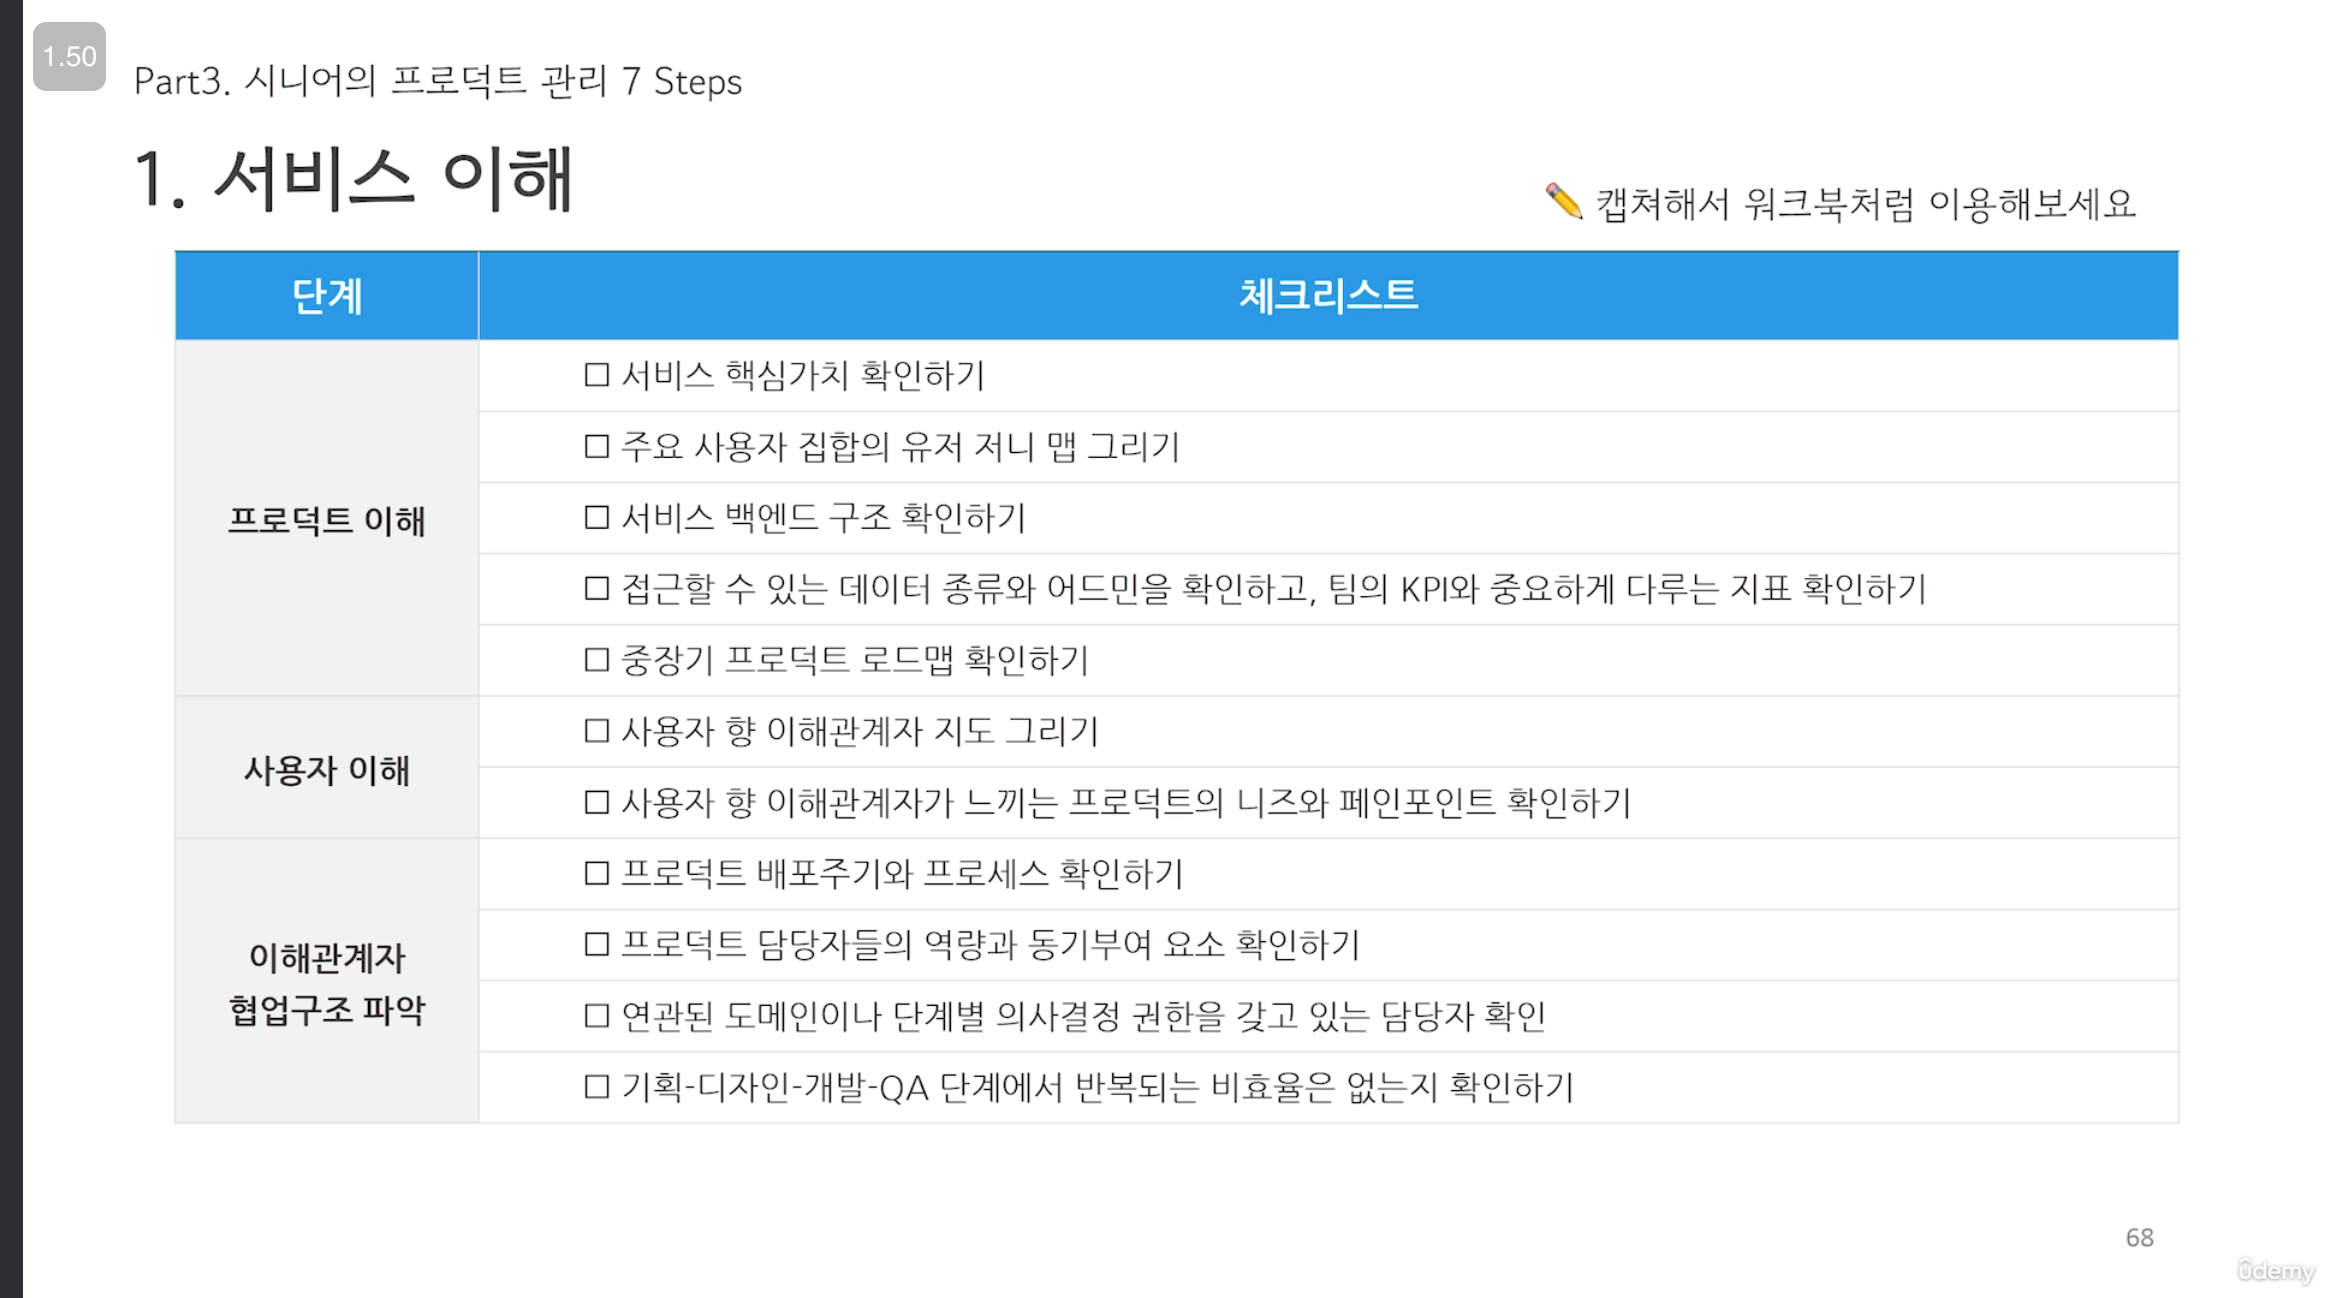 1.50
Part3. 시니어의 프로덕트 관리 7 Steps
1. 서비스 이해
✏️ 캡쳐해서 워크북처럼 이용해보세요
단계
체크리스트
프로덕트 이해
☐ 서비스 핵심가치 확인하기
☐ 주요 사용자 집합의 유저 저니 맵 그리기
☐ 서비스 백엔드 구조 확인하기
☐ 접근할 수 있는 데이터 종류와 어드민을 확인하고, 팀의 KPI와 중요하게 다루는 지표 확인하기
☐ 중장기 프로덕트 로드맵 확인하기
사용자 이해
☐ 사용자 향 이해관계자 지도 그리기
☐ 사용자 향 이해관계자가 느끼는 프로덕트의 니즈와 페인포인트 확인하기
이해관계자
협업구조 파악
☐ 프로덕트 배포주기와 프로세스 확인하기
☐ 프로덕트 담당자들의 역량과 동기부여 요소 확인하기
☐ 연관된 도메인이나 단계별 의사결정 권한을 갖고 있는 담당자 확인
☐ 기획-디자인-개발-QA 단계에서 반복되는 비효율은 없는지 확인하기
68
ûdemy